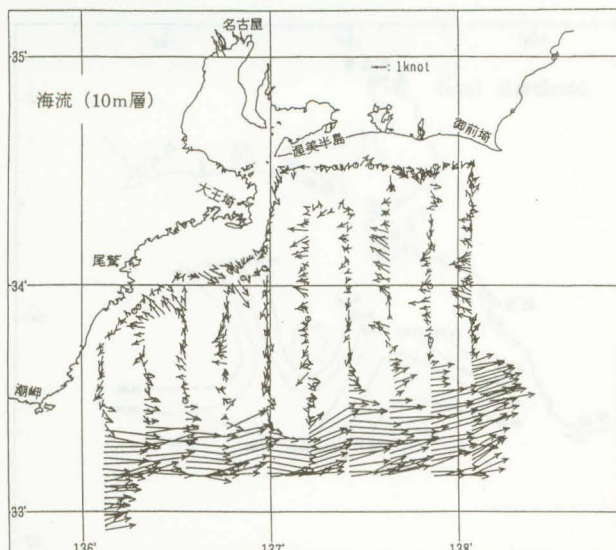 名古屋
35゜
海流（10m層）
: 1knot
御前埼
渥美半島
大王埼
尾鷲
34゜
潮岬
33゜
136゜
137゜
138゜